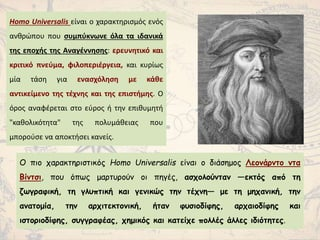 Homo Universalis είναι ο χαρακτηρισμός ενός
ανθρώπου που συμπύκνωνε όλα τα ιδανικά
της εποχής της Αναγέννησης: ερευνητικό και
κριτικό πνεύμα, φιλοπεριέργεια, και κυρίως
μία τάση για ενασχόληση με κάθε
αντικείμενο της τέχνης και της επιστήμης. Ο
όρος αναφέρεται στο εύρος ή την επιθυμητή
"καθολικότητα" της πολυμάθειας που
μπορούσε να αποκτήσει κανείς.
Ο πιο χαρακτηριστικός Homo Universalis είναι ο διάσημος Λεονάρντο ντα
Βίντσι, που όπως μαρτυρούν οι πηγές, ασχολούνταν —εκτός από τη
ζωγραφική, τη γλυπτική και γενικώς την τέχνη— με τη μηχανική, την
ανατομία, την αρχιτεκτονική, ήταν φυσιοδίφης, αρχαιοδίφης και
ιστοριοδίφης, συγγραφέας, χημικός και κατείχε πολλές άλλες ιδιότητες.